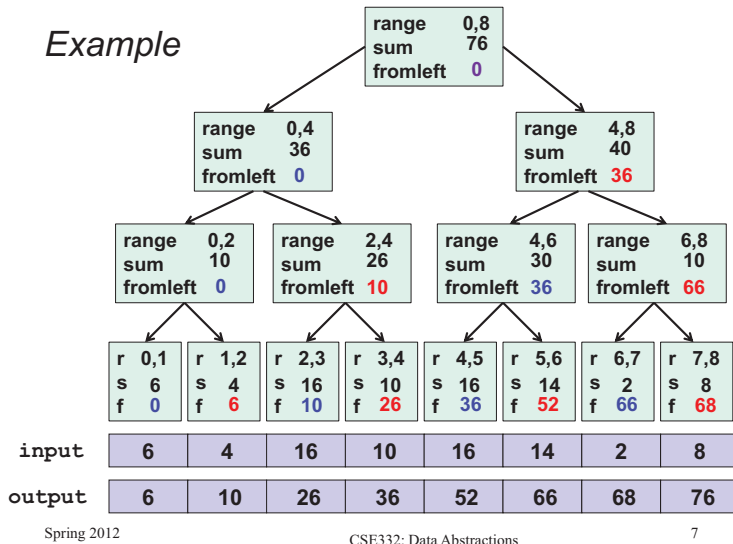 Example
range 0,8
sum 76
fromleft 0
range 0,4
sum 36
fromleft 0
range 4,8
sum 40
fromleft 36
range 0,2
sum 10
fromleft 0
range 2,4
sum 26
fromleft 10
range 4,6
sum 30
fromleft 36
range 6,8
sum 10
fromleft 66
r 0,1
s 6
f 0
r 1,2
s 4
f 6
r 2,3
s 16
f 10
r 3,4
s 10
f 26
r 4,5
s 16
f 36
r 5,6
s 14
f 52
r 6,7
s 2
f 66
r 7,8
s 8
f 68
input 6 4 16 10 16 14 2 8
output 6 10 26 36 52 66 68 76
Spring 2012 CSE332: Data Abstractions 7